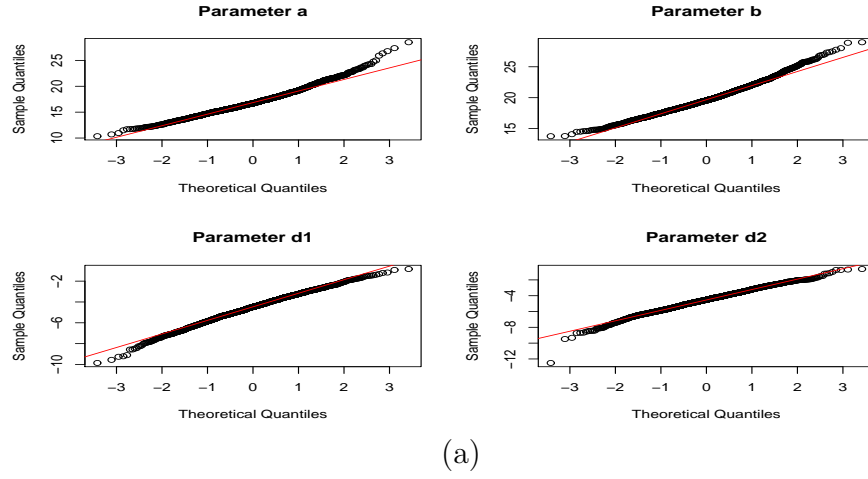 Parameter a
Sample Quantiles
10 15 20 25
−3 −2 −1 0 1 2 3
Theoretical Quantiles
Parameter b
Sample Quantiles
15 20 25
−3 −2 −1 0 1 2 3
Theoretical Quantiles
Parameter d1
Sample Quantiles
−10 −6 −2
−3 −2 −1 0 1 2 3
Theoretical Quantiles
Parameter d2
Sample Quantiles
−12 −8 −4
−3 −2 −1 0 1 2 3
Theoretical Quantiles
(a)